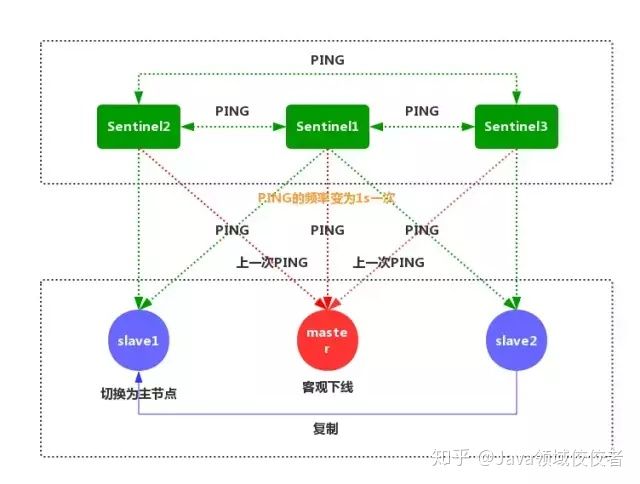 PING
PING
PING
Sentinel2
Sentinel1
Sentinel3
PING的频率变为1s一次
PING
PING
PING
上一次PING
上一次PING
slave1
maste
r
slave2
切换为主节点
客观下线
复制
知乎 @Java领域佼佼者